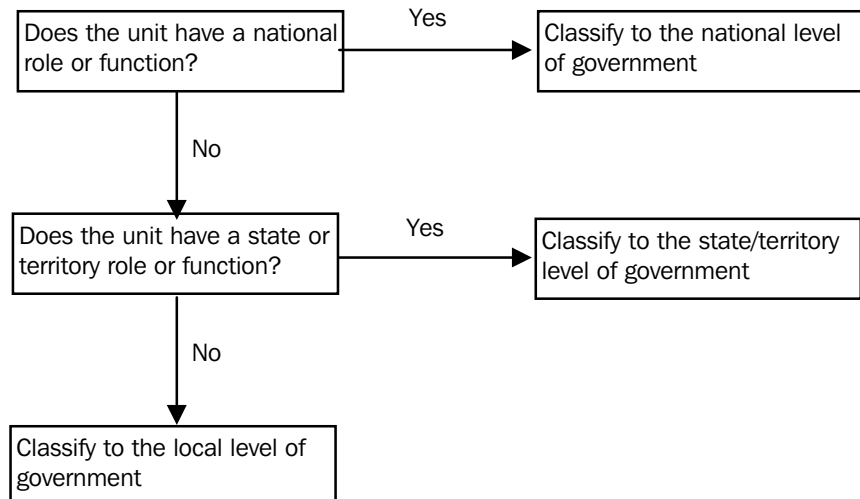 Does the unit have a national
role or function?
Yes
Classify to the national level
of government
No
Does the unit have a state or
territory role or function?
Yes
Classify to the state/territory
level of government
No
Classify to the local level of
government